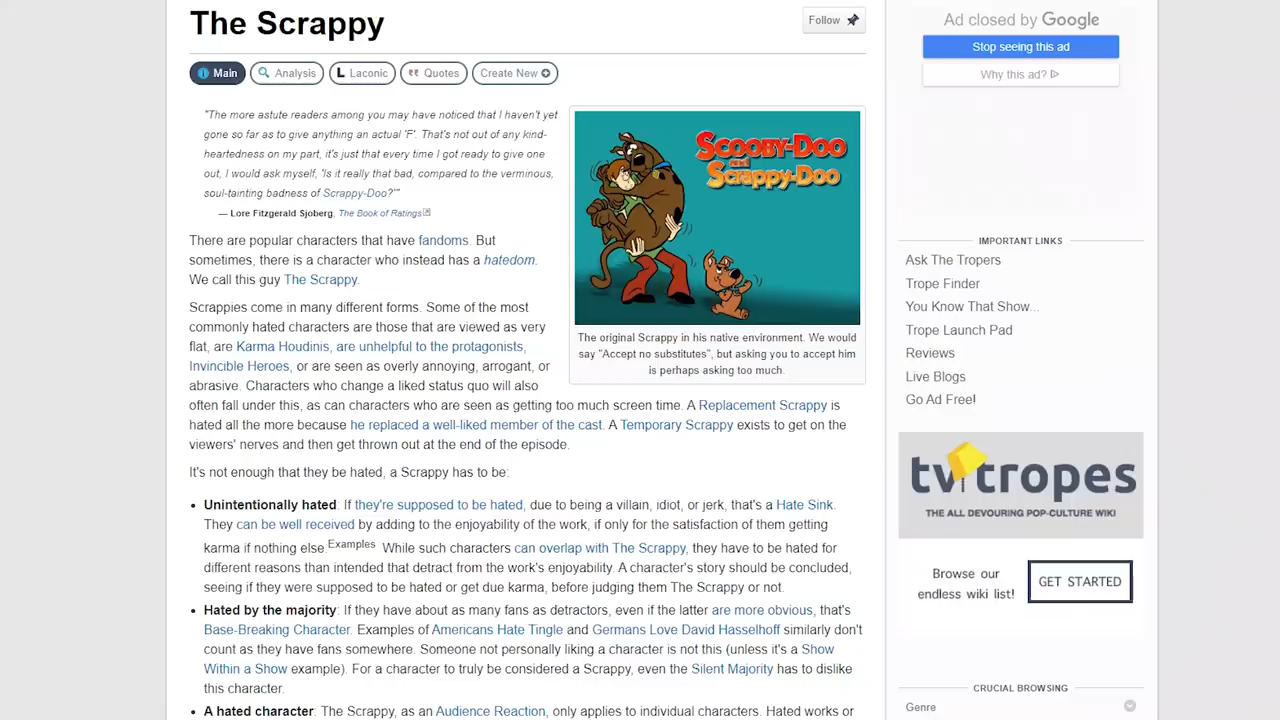 The Scrappy
Follow
Main
Analysis
Laconic
Quotes
Create New
"The more astute readers among you may have noticed that I haven't yet
gone so far as to give anything an actual 'F'. That's not out of any kind-
heartedness on my part, it's just that every time I got ready to give one
out, I would ask myself, 'Is it really that bad, compared to the verminous,
soul-tainting badness of Scrappy-Doo?'"
— Lore Fitzgerald Sjoberg, The Book of Ratings
There are popular characters that have fandoms. But
sometimes, there is a character who instead has a hatedom.
We call this guy The Scrappy.
Scrappies come in many different forms. Some of the most
commonly hated characters are those that are viewed as very
flat, are Karma Houdinis, are unhelpful to the protagonists,
Invincible Heroes, or are seen as overly annoying, arrogant, or
abrasive. Characters who change a liked status quo will also
often fall under this, as can characters who are seen as getting too much screen time. A Replacement Scrappy is
hated all the more because he replaced a well-liked member of the cast. A Temporary Scrappy exists to get on the
viewers' nerves and then get thrown out at the end of the episode.
SCOOBY-DOO
and
SCRAPPY-DOO
The original Scrappy in his native environment. We would
say "Accept no substitutes", but asking you to accept him
is perhaps asking too much.
It's not enough that they be hated, a Scrappy has to be:
• Unintentionally hated: If they're supposed to be hated, due to being a villain, idiot, or jerk, that's a Hate Sink.
They can be well received by adding to the enjoyability of the work, if only for the satisfaction of them getting
karma if nothing else.Examples While such characters can overlap with The Scrappy, they have to be hated for
different reasons than intended that detract from the work's enjoyability. A character's story should be concluded,
seeing if they were supposed to be hated or get due karma, before judging them The Scrappy or not.
• Hated by the majority: If they have about as many fans as detractors, even if the latter are more obvious, that's
Base-Breaking Character. Examples of Americans Hate Tingle and Germans Love David Hasselhoff similarly don't
count as they have fans somewhere. Someone not personally liking a character is not this (unless it's a Show
Within a Show example). For a character to truly be considered a Scrappy, even the Silent Majority has to dislike
this character.
• A hated character: The Scrappy, as an Audience Reaction, only applies to individual characters. Hated works or
Ad closed by Google
Stop seeing this ad
Why this ad?
IMPORTANT LINKS
Ask The Tropers
Trope Finder
You Know That Show...
Trope Launch Pad
Reviews
Live Blogs
Go Ad Free!
tvtropes
THE ALL DEVOURING POP-CULTURE WIKI
Browse our
endless wiki list!
GET STARTED
CRUCIAL BROWSING
Genre